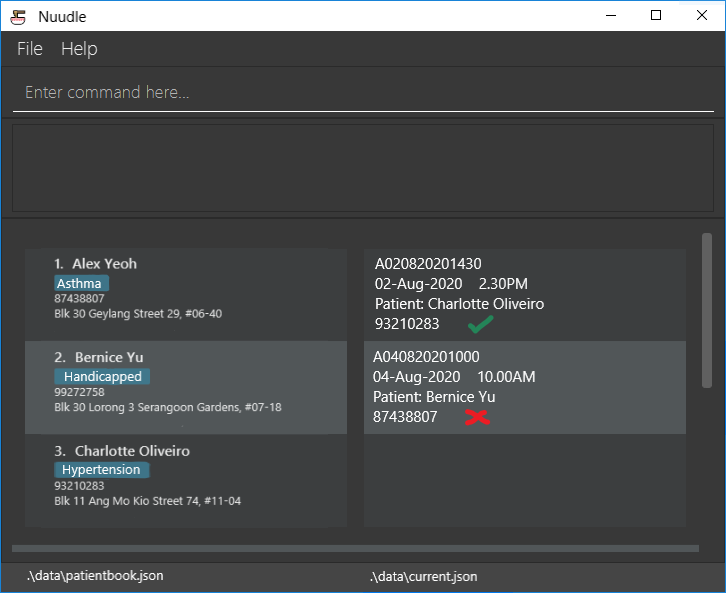 Nuudle
File Help
Enter command here...
1. Alex Yeoh
Asthma
87438807
Blk 30 Geylang Street 29, #06-40
2. Bernice Yu
Handicapped
99272758
Blk 30 Lorong 3 Serangoon Gardens, #07-18
3. Charlotte Oliveiro
Hypertension
93210283
Blk 11 Ang Mo Kio Street 74, #11-04
A020820201430
02-Aug-2020 2.30PM
Patient: Charlotte Oliveiro
93210283
A040820201000
04-Aug-2020 10.00AM
Patient: Bernice Yu
87438807
.\data\patientbook.json
.\data\current.json